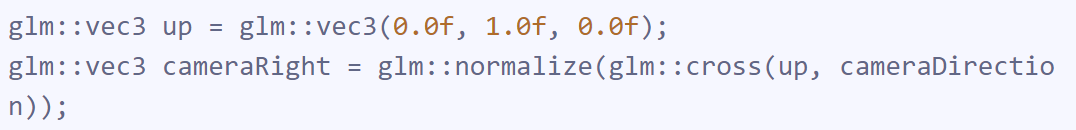 glm::vec3 up = glm::vec3(0.0f, 1.0f, 0.0f);
glm::vec3 cameraRight = glm::normalize(glm::cross(up, cameraDirectio
n));